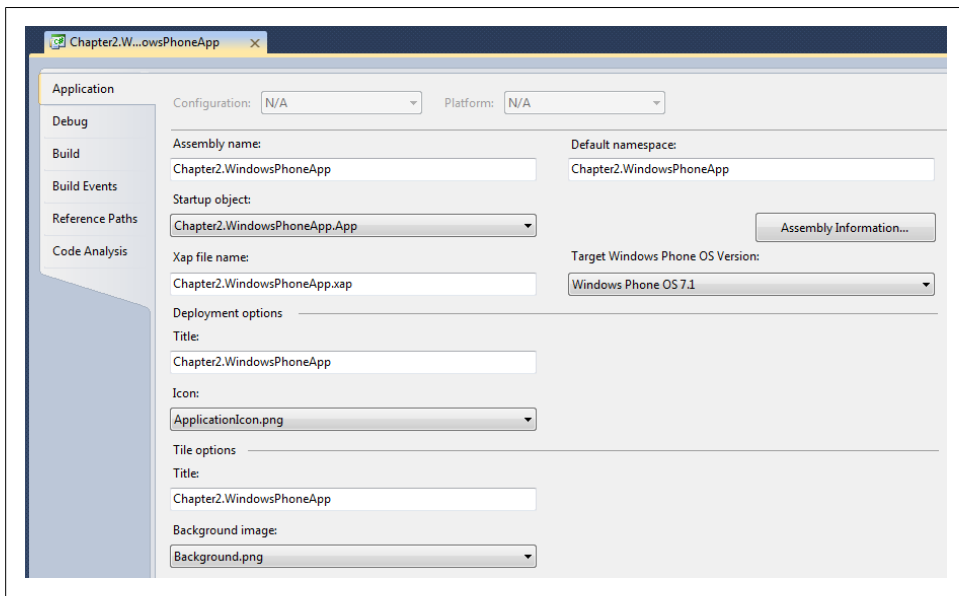 Chapter2.W...owsPhoneApp
Application
Debug
Build
Build Events
Reference Paths
Code Analysis
Configuration: N/A Platform: N/A
Assembly name: Default namespace:
Chapter2.WindowsPhoneApp Chapter2.WindowsPhoneApp
Startup object:
Chapter2.WindowsPhoneApp.App Assembly Information...
Xap file name: Target Windows Phone OS Version:
Chapter2.WindowsPhoneApp.xap Windows Phone OS 7.1
Deployment options
Title:
Chapter2.WindowsPhoneApp
Icon:
ApplicationIcon.png
Tile options
Title:
Chapter2.WindowsPhoneApp
Background image:
Background.png